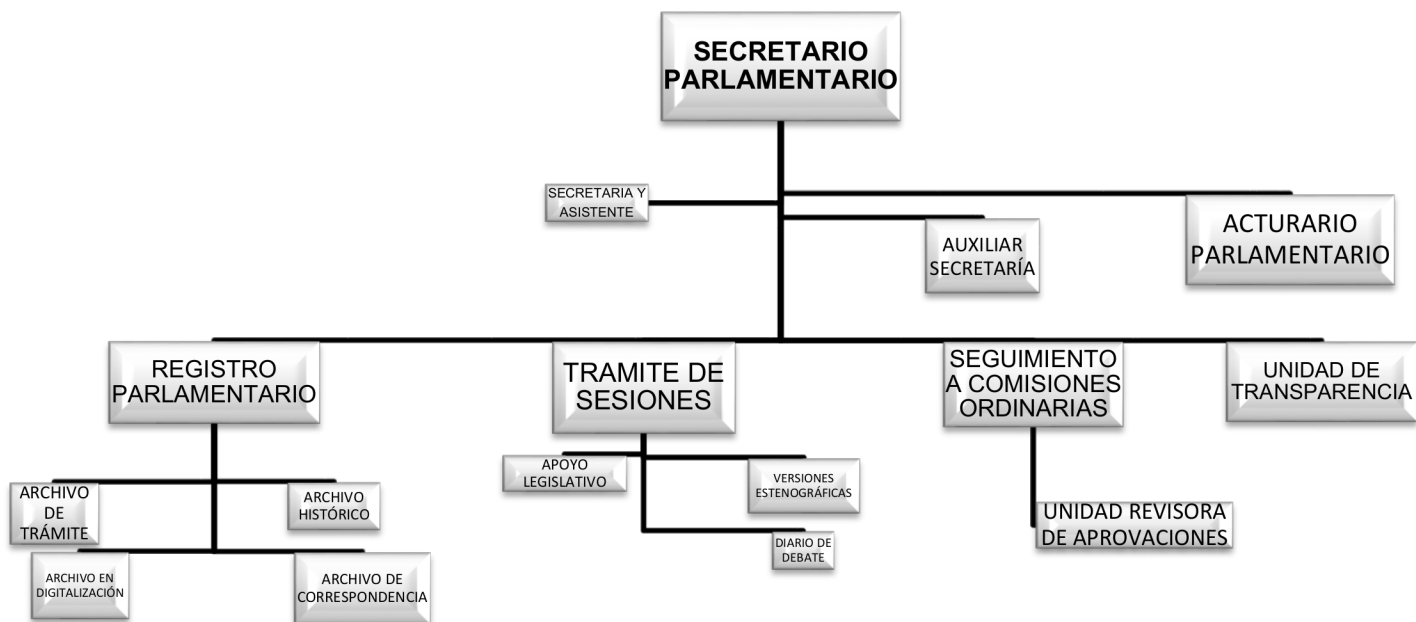 SECRETARIO
PARLAMENTARIO
SECRETARIA Y
ASISTENTE
AUXILIAR
SECRETARÍA
ACTURARIO
PARLAMENTARIO
REGISTRO
PARLAMENTARIO
TRAMITE DE
SESIONES
SEGUIMIENTO
A COMISIONES
ORDINARIAS
UNIDAD DE
TRANSPARENCIA
ARCHIVO
DE
TRÁMITE
ARCHIVO
HISTÓRICO
ARCHIVO EN
DIGITALIZACIÓN
ARCHIVO DE
CORRESPONDENCIA
APOYO
LEGISLATIVO
VERSIONES
ESTENOGRÁFICAS
DIARIO DE
DEBATE
UNIDAD REVISORA
DE APROVACIONES